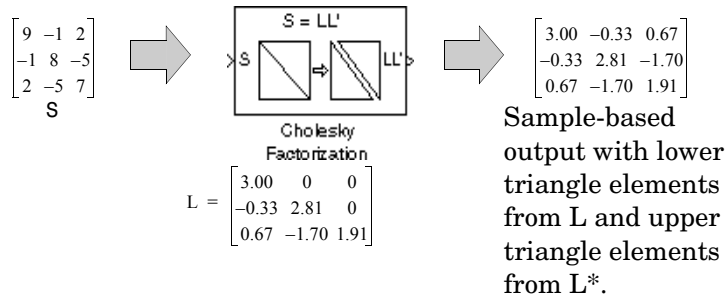 9 −1 2
−1 8 −5
2 −5 7
S
S = LL'
S
LL'
Cholesky
Factorization
L =
3.00 0 0
−0.33 2.81 0
0.67 −1.70 1.91
3.00 −0.33 0.67
−0.33 2.81 −1.70
0.67 −1.70 1.91
Sample-based
output with lower
triangle elements
from L and upper
triangle elements
from L*.